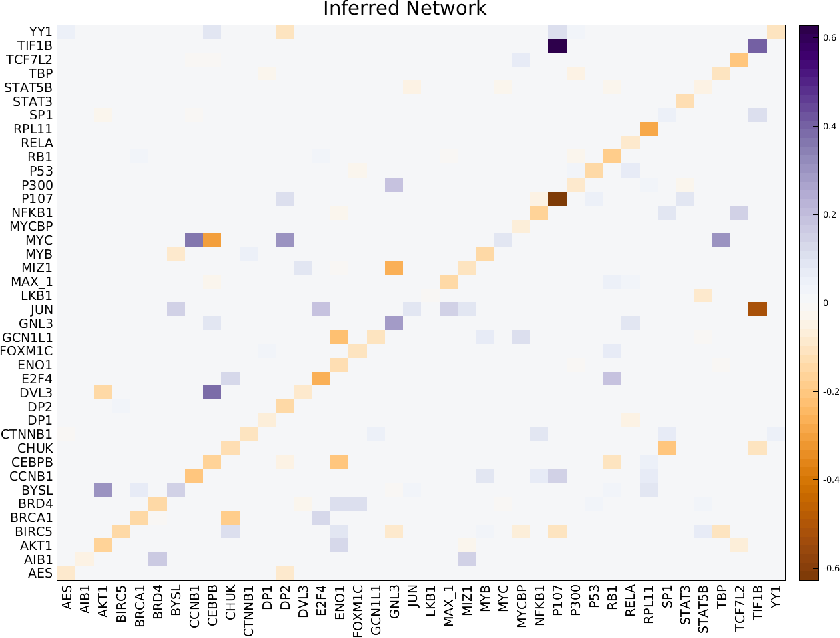 Inferred Network
YY1
TIF1B
TCF7L2
TBP
STAT5B
STAT3
SP1
RPL11
RELA
RB1
P53
P300
P107
NFKB1
MYCBP
MYC
MYB
MIZ1
MAX_1
LKB1
JUN
GNL3
GCN1L1
FOXM1C
ENO1
E2F4
DVL3
DP2
DP1
CTNNB1
CHUK
CEBPB
CCNB1
BYSL
BRD4
BRCA1
BIRC5
AKT1
AIB1
AES
AES
AIB1
AKT1
BIRC5
BRCA1
BRD4
BYSL
CCNB1
CEBPB
CHUK
CTNNB1
DP1
DP2
DVL3
E2F4
ENO1
FOXM1C
GCN1L1
GNL3
JUN
LKB1
MAX_1
MIZ1
MYB
MYC
MYCBP
NFKB1
P107
P300
P53
RB1
RELA
RPL11
SP1
STAT3
STAT5B
TBP
TCF7L2
TIF1B
YY1
0.6
0.4
0.2
0
-0.2
-0.4
-0.6